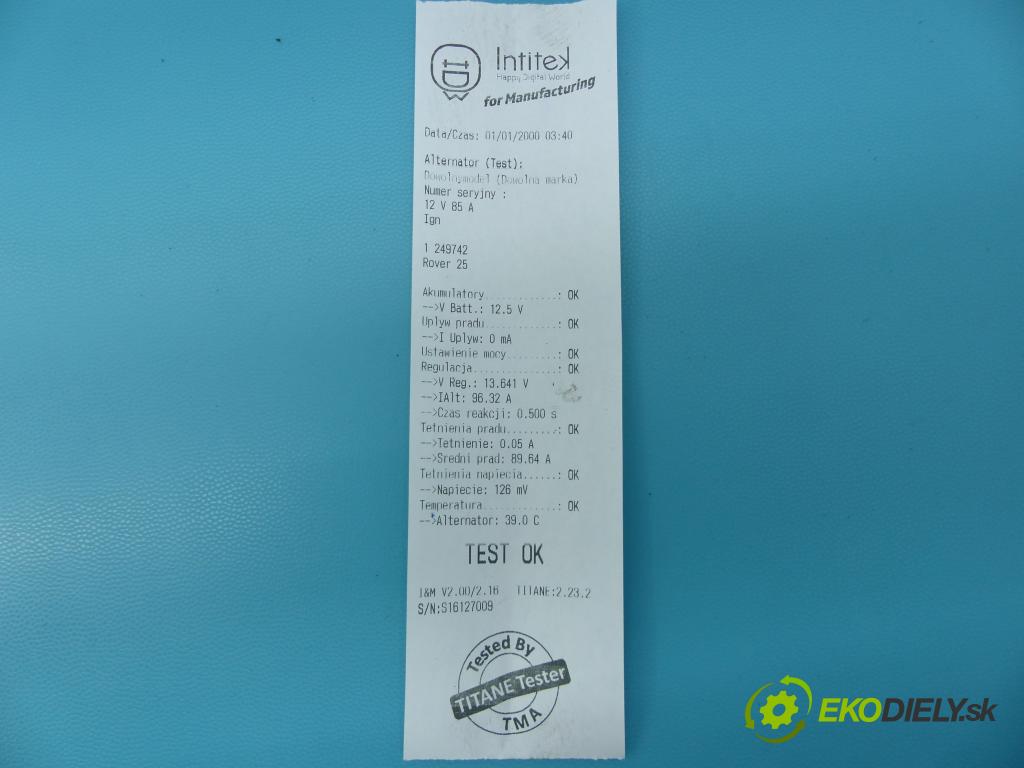 Intitek
Happy Digital World
for Manufacturing
Data/Czas: 01/01/2000 03:40
Alternator (Test):
Dowolnymodel (Dowolna marka)
Numer seryjny :
12 V 85 A
Ign
1 249742
Rover 25
Akumulatory...........: OK
-->V Batt.: 12.5 V
Uplyw pradu...........: OK
-->I Uplyw: 0 mA
Ustawienie mocy.......: OK
Regulacja.............: OK
-->V Reg.: 13.641 V
-->IAlt: 96.32 A
-->Czas reakcji: 0.500 s
Tetnienia pradu.......: OK
-->Tetnienie: 0.05 A
-->Sredni prad: 89.64 A
Tetnienia napiecia....: OK
-->Napiecie: 126 mV
Temperatura...........: OK
-->Alternator: 39.0 C
TEST OK
I&M V2.00/2.16 TITANE:2.23.2
S/N:S16127009
Tested By
TITANE Tester
TMA
EKODIELY.sk